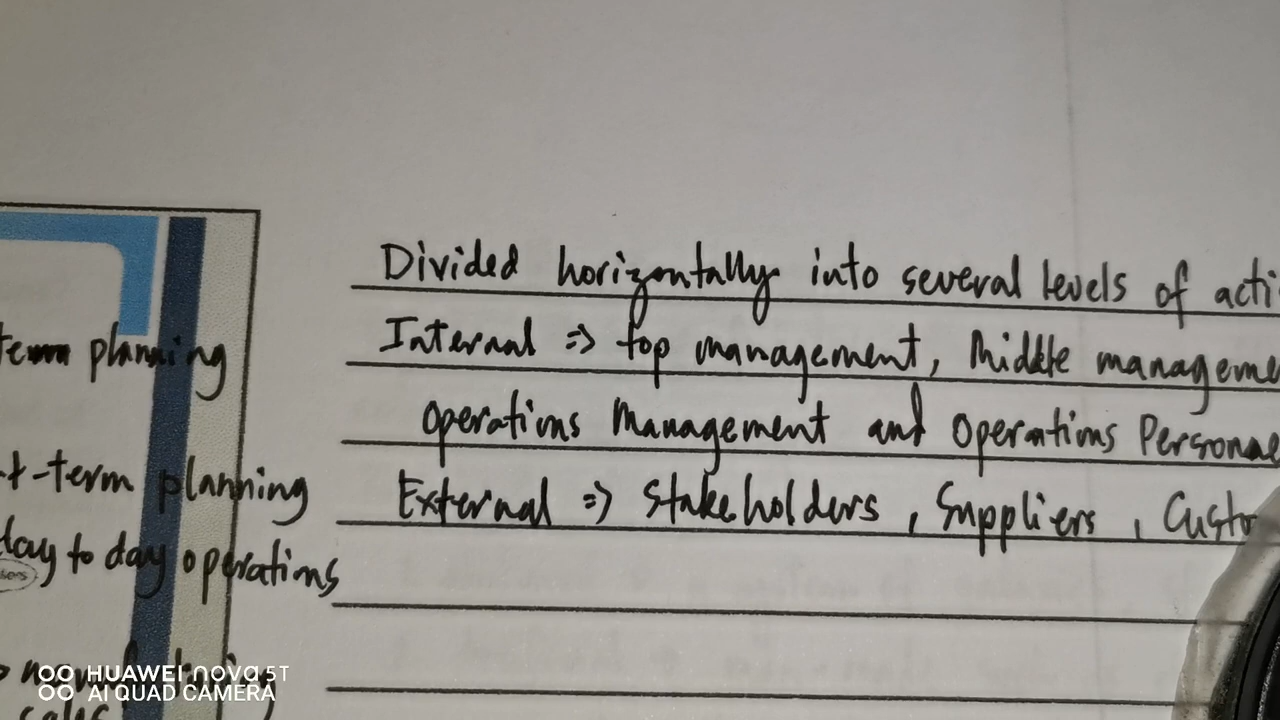 Divided horizontally into several levels of acti
Internal => top management, Middle manageme
Operations Management and Operations Personne
External => Stakeholders, Suppliers, Custo
term planning
t-term planning
day to day operations
sales
HUAWEI nova 5T
AI QUAD CAMERA